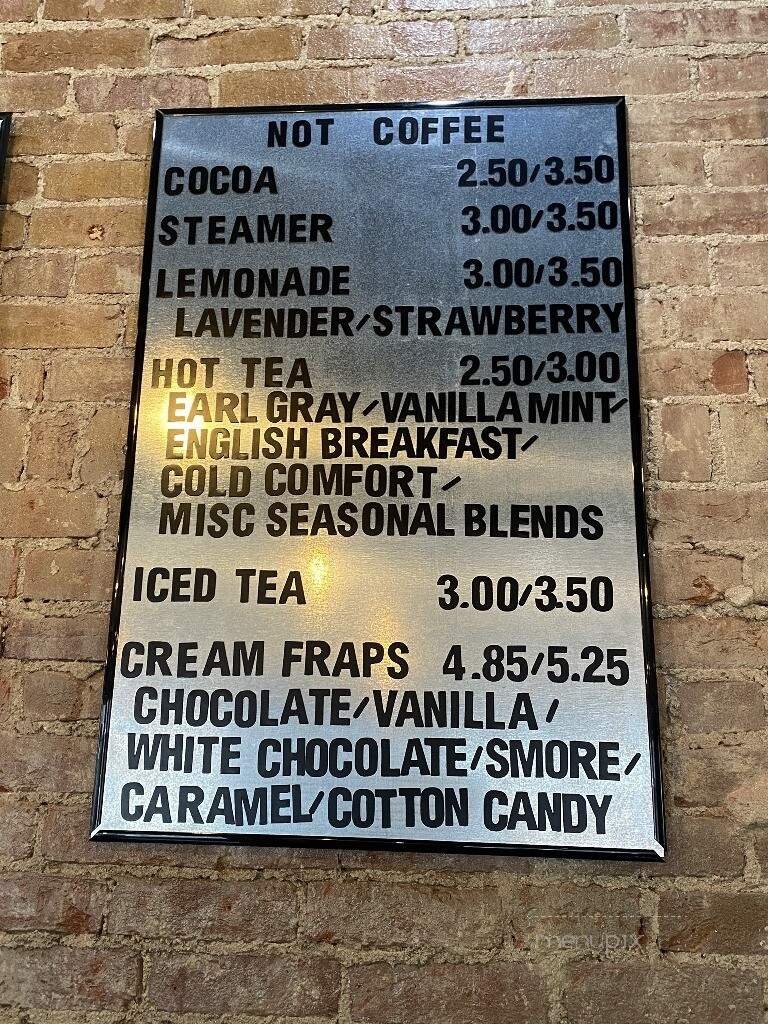 NOT COFFEE
COCOA 2.50/3.50
STEAMER 3.00/3.50
LEMONADE 3.00/3.50
LAVENDER/STRAWBERRY
HOT TEA 2.50/3.00
EARL GRAY/VANILLA MINT/
ENGLISH BREAKFAST/
COLD COMFORT/
MISC SEASONAL BLENDS
ICED TEA 3.00/3.50
CREAM FRAPS 4.85/5.25
CHOCOLATE/VANILLA/
WHITE CHOCOLATE/SMORE/
CARAMEL/COTTON CANDY
menupix